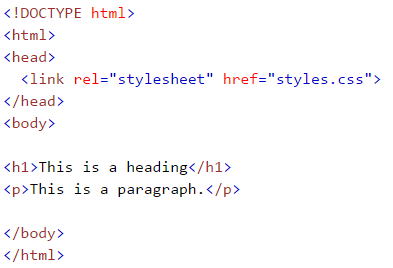 <!DOCTYPE html>
<html>
<head>
  <link rel="stylesheet" href="styles.css">
</head>
<body>

<h1>This is a heading</h1>
<p>This is a paragraph.</p>

</body>
</html>